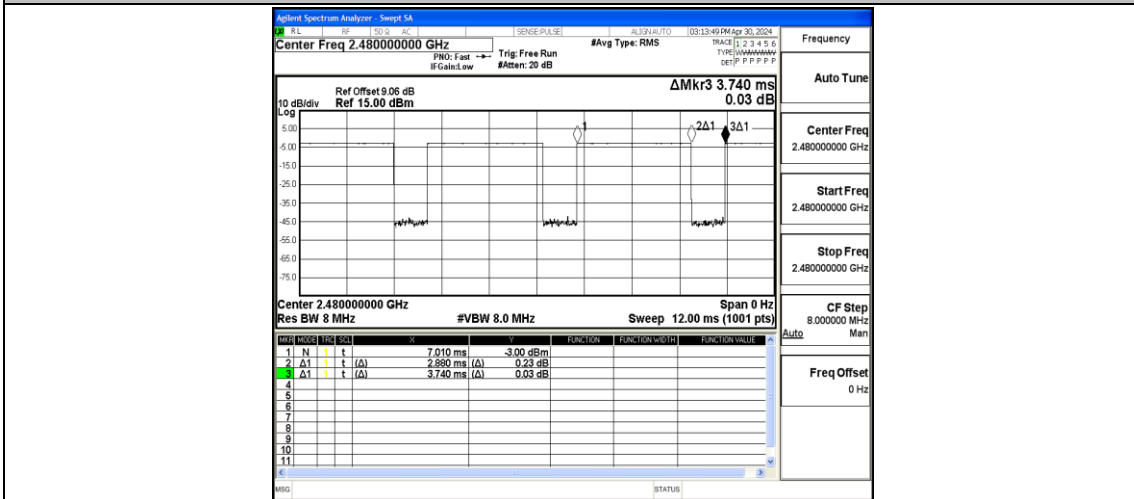 Agilent Spectrum Analyzer - Swept SA
RL RF 50 Ω AC SENSE:PULSE ALIGNAUTO 03:13:49 PM Apr 30, 2024
Center Freq 2.480000000 GHz #Avg Type: RMS TRACE 1 2 3 4 5 6
PNO: Fast Trig: Free Run TYPE
IFGain:Low #Atten: 20 dB DET P P P P P P
ΔMkr3 3.740 ms
0.03 dB
Ref Offset 9.06 dB
10 dB/div Ref 15.00 dBm
Log
5.00
-5.00
-15.0
-25.0
-35.0
-45.0
-55.0
-65.0
-75.0
1 2Δ1 3Δ1
Center 2.480000000 GHz Span 0 Hz
Res BW 8 MHz #VBW 8.0 MHz Sweep 12.00 ms (1001 pts)
MKR MODE TRC SCL X Y FUNCTION FUNCTION WIDTH FUNCTION VALUE
1 N 1 t 7.010 ms -3.00 dBm
2 Δ1 1 t (Δ) 2.880 ms (Δ) 0.23 dB
3 Δ1 1 t (Δ) 3.740 ms (Δ) 0.03 dB
4
5
6
7
8
9
10
11
MSG STATUS
Frequency
Auto Tune
Center Freq
2.480000000 GHz
Start Freq
2.480000000 GHz
Stop Freq
2.480000000 GHz
CF Step
8.000000 MHz
Auto Man
Freq Offset
0 Hz